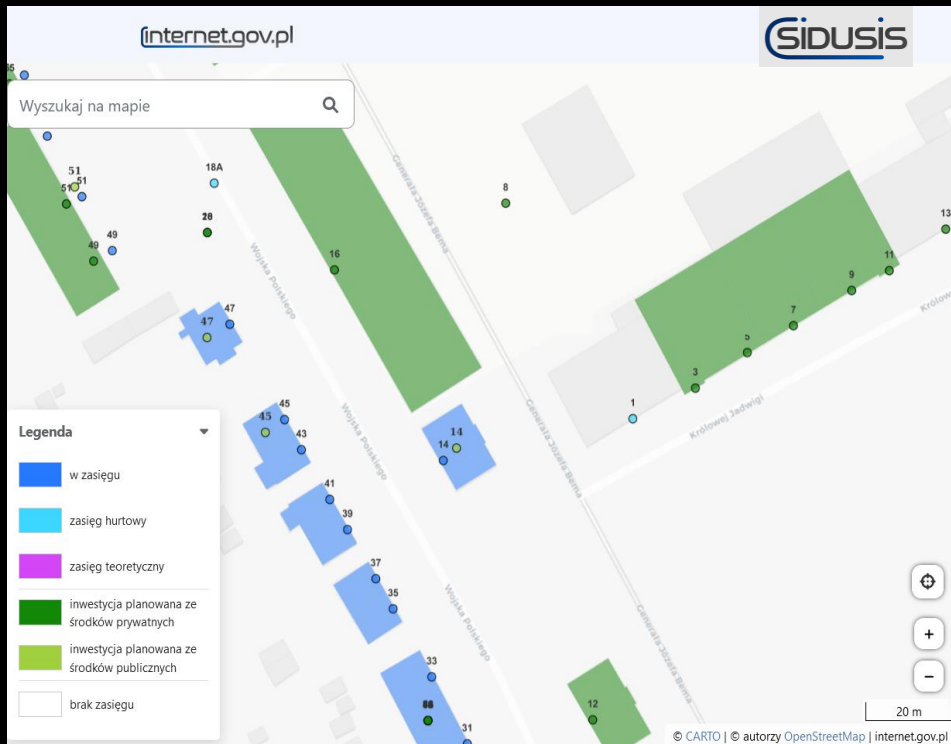 internet.gov.pl
SIDUSIS
Wyszukaj na mapie
51
51
51
49
49
18A
16
8
13
11
9
7
5
3
1
47
47
45
45
43
14
14
41
39
37
35
33
31
12
Wojska Polskiego
Wojska Polskiego
Wojska Polskiego
Generała Józefa Bema
Generała Józefa Bema
Generała Józefa Bema
Królowej Jadwigi
Królow
Legenda
w zasięgu
zasięg hurtowy
zasięg teoretyczny
inwestycja planowana ze
środków prywatnych
inwestycja planowana ze
środków publicznych
brak zasięgu
+
−
20 m
© CARTO | © autorzy OpenStreetMap | internet.gov.pl